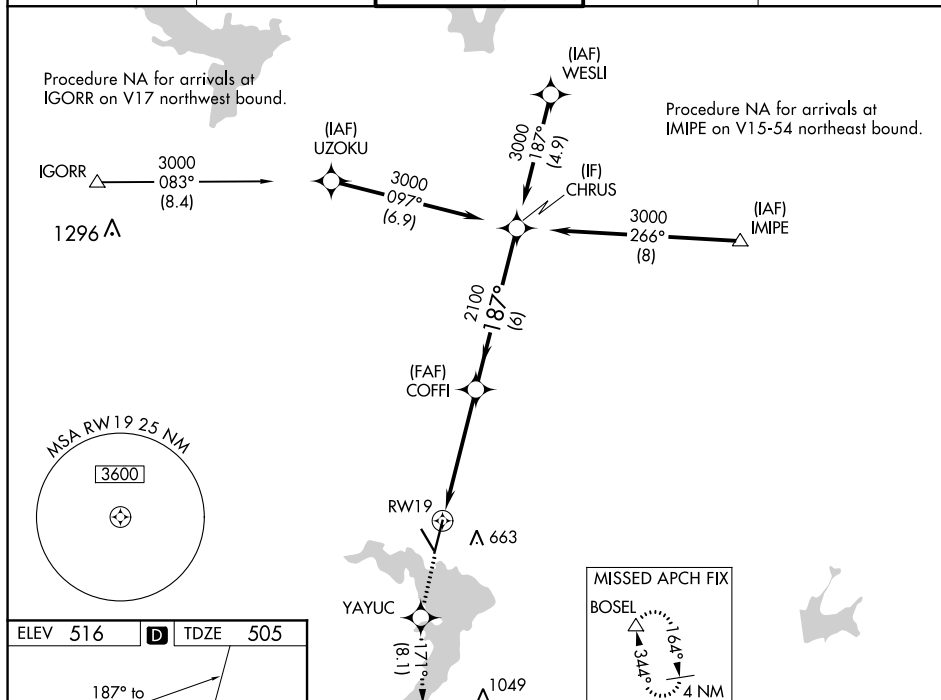 Procedure NA for arrivals at
IGORR on V17 northwest bound.
(IAF)
WESLI
Procedure NA for arrivals at
IMIPE on V15-54 northeast bound.
(IAF)
UZOKU
3000
187°
(4.9)
IGORR
3000
083°
(8.4)
3000
097°
(6.9)
(IF)
CHRUS
(IAF)
IMIPE
3000
266°
(8)
1296
2100
187°
(6)
(FAF)
COFFI
MSA RW19 25 NM
3600
RW19
663
MISSED APCH FIX
BOSEL
164°
344°
4 NM
YAYUC
171°
(8.1)
1049
ELEV 516 D TDZE 505
187° to